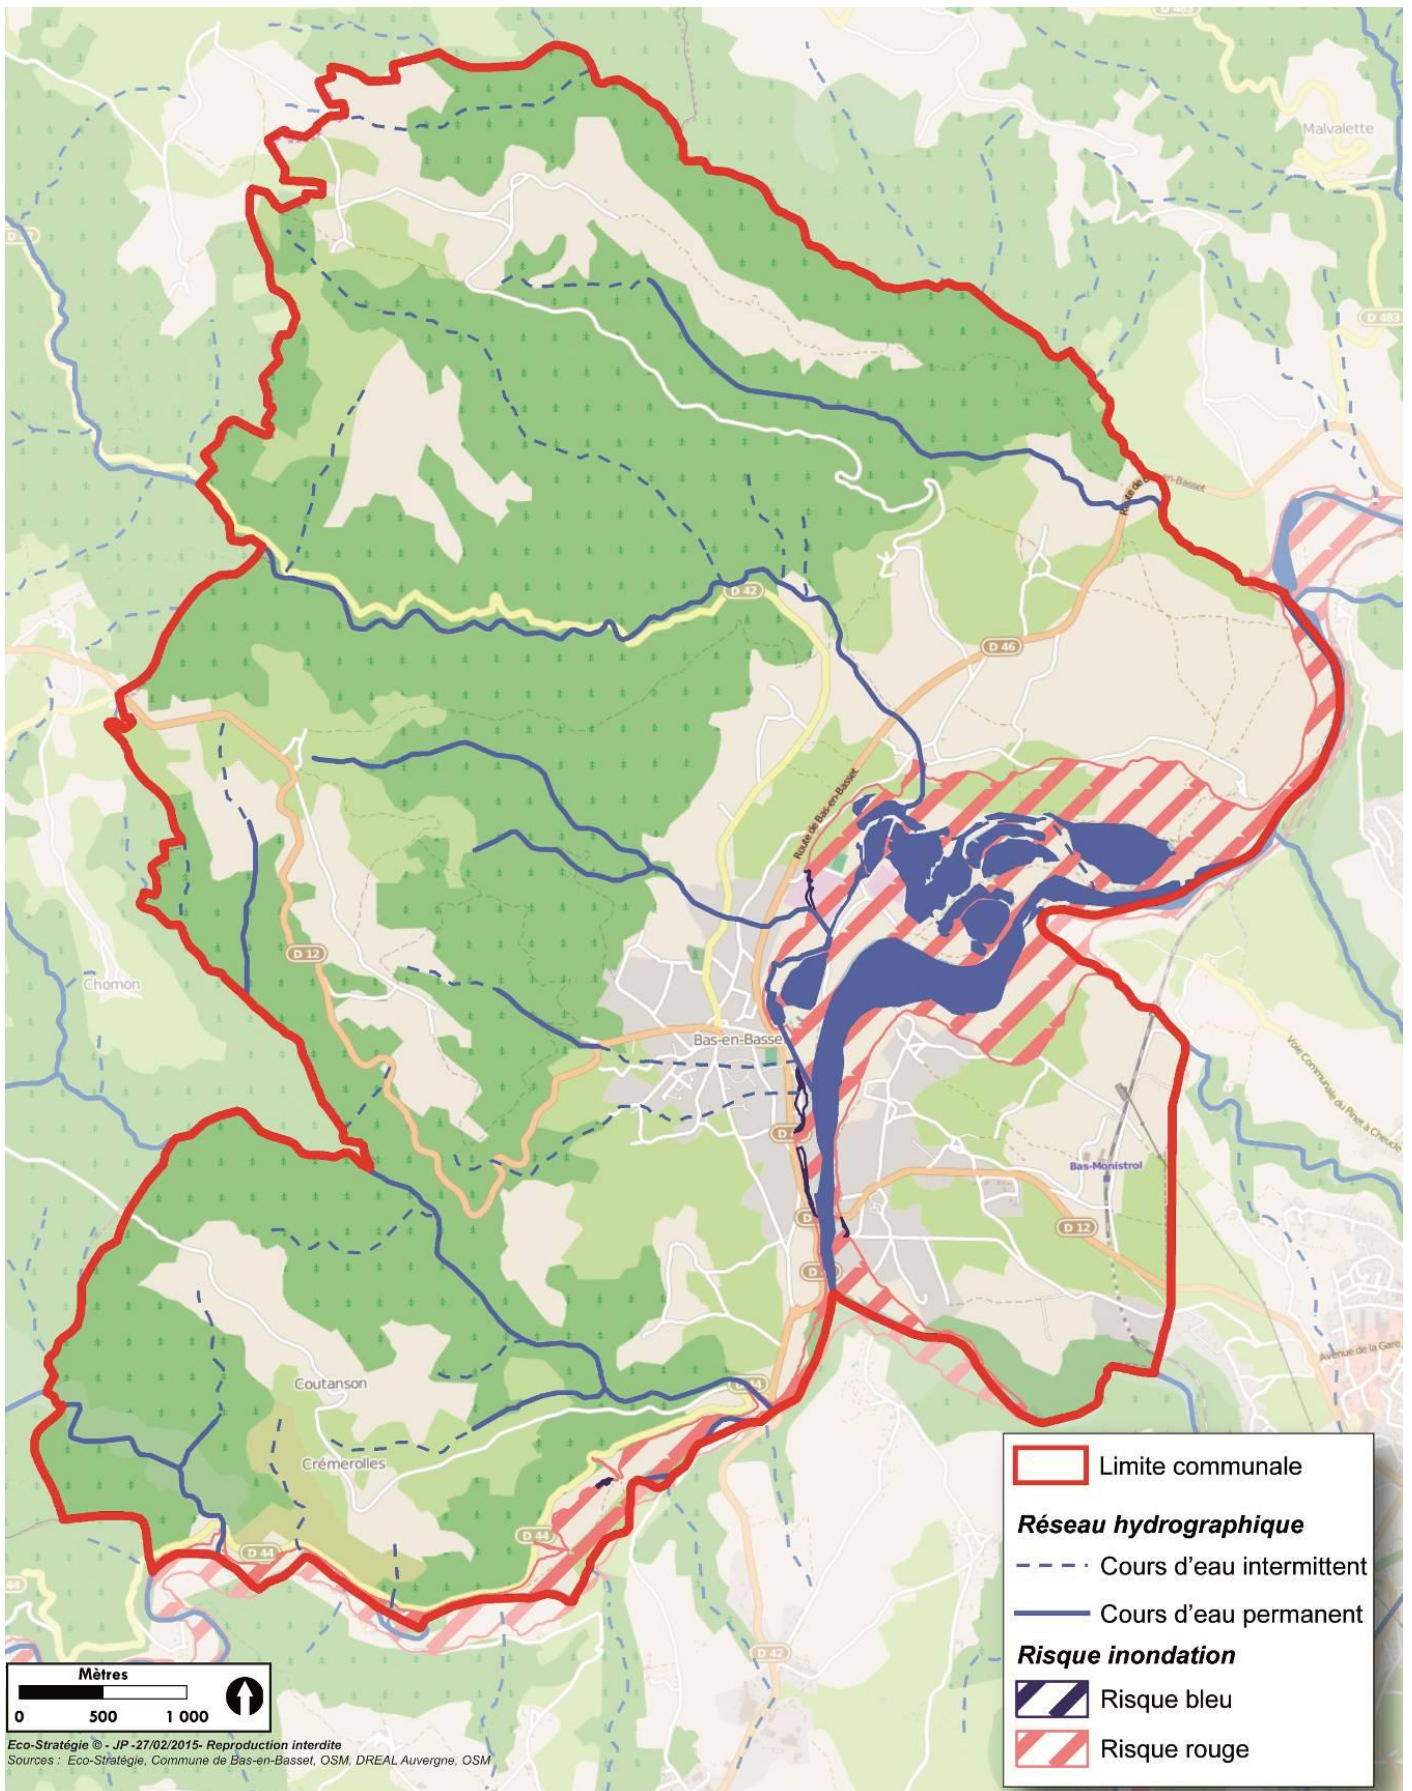 D 483
Malvalette
D 483
Route de Bas-en-Basset
D 42
D 46
Route de Bas-en-Basset
D 12
Chomon
Bas-en-Basse
Voie Communale du Pinet à Cheucle
Bas-Monistrol
D 12
Avenue de la Gare
D 44
Coutanson
Crémerolles
D 44
D 44
44
D 42
Limite communale
Réseau hydrographique
Cours d'eau intermittent
Cours d'eau permanent
Risque inondation
Risque bleu
Risque rouge
Mètres
0 500 1 000
Eco-Stratégie © - JP -27/02/2015- Reproduction interdite
Sources : Eco-Stratégie, Commune de Bas-en-Basset, OSM, DREAL Auvergne, OSM